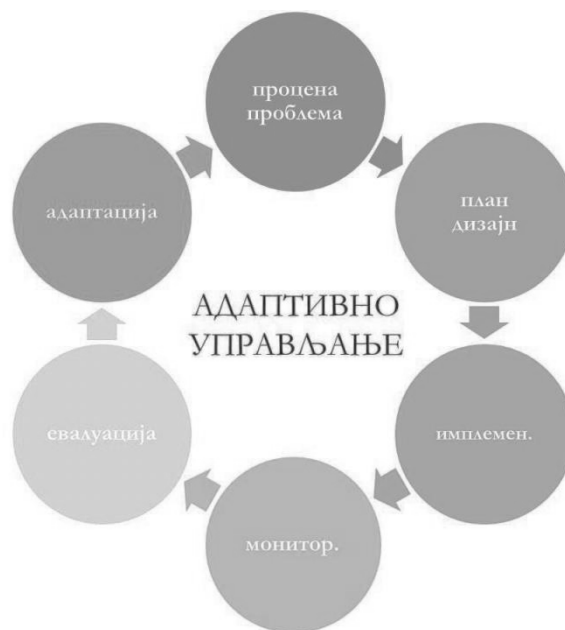 процена
проблема
план
дизајн
имплемен.
монитор.
евалуација
адаптација
АДАПТИВНО
УПРАВЉАЊЕ